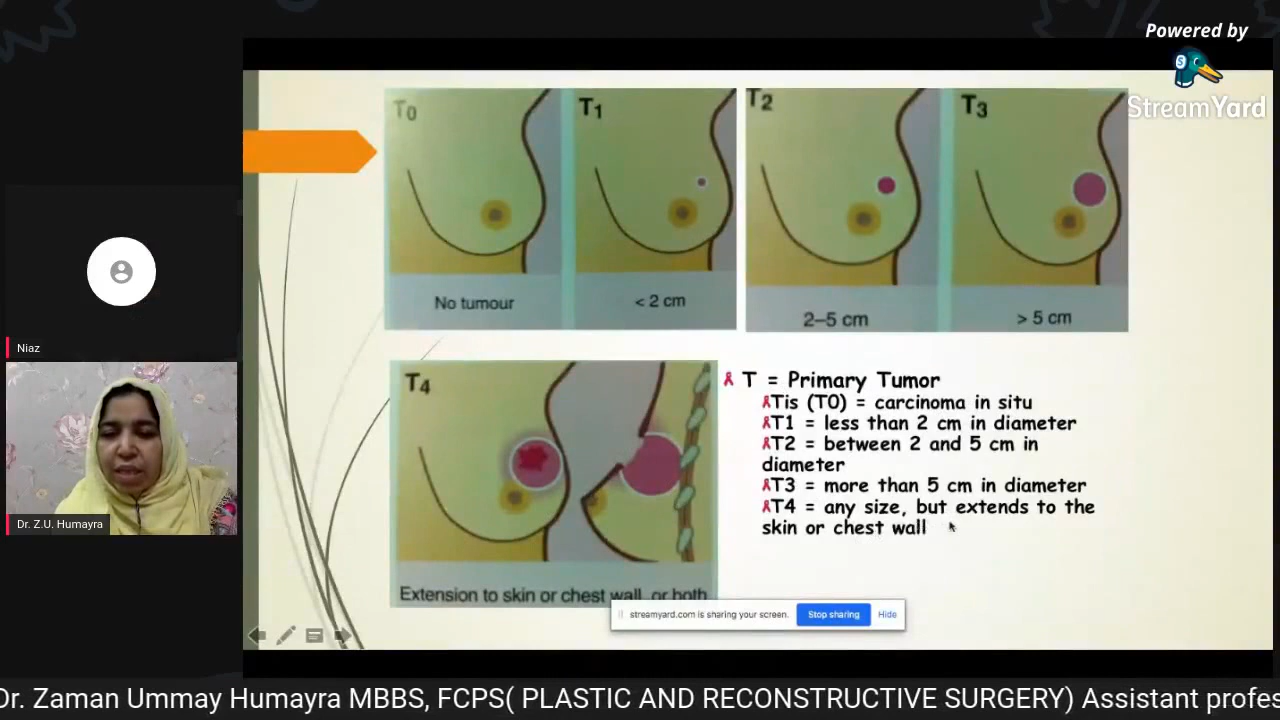 Powered by
StreamYard
T0
T1
T2
T3
No tumour
< 2 cm
2–5 cm
> 5 cm
T4
Extension to skin or chest wall, or both
T = Primary Tumor
Tis (T0) = carcinoma in situ
T1 = less than 2 cm in diameter
T2 = between 2 and 5 cm in
diameter
T3 = more than 5 cm in diameter
T4 = any size, but extends to the
skin or chest wall
Niaz
Dr. Z.U. Humayra
streamyard.com is sharing your screen.
Stop sharing
Hide
Dr. Zaman Ummay Humayra MBBS, FCPS( PLASTIC AND RECONSTRUCTIVE SURGERY) Assistant profes